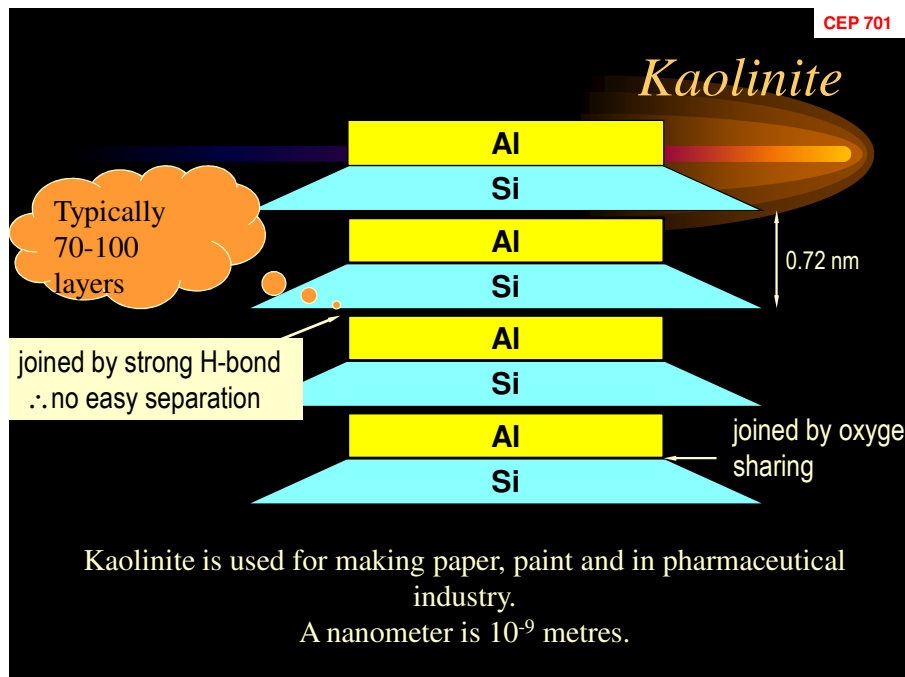 CEP 701
Kaolinite
Al
Si
Typically
70-100
layers
Al
Si
0.72 nm
joined by strong H-bond
∴no easy separation
Al
Si
Al
Si
joined by oxyge
sharing
Kaolinite is used for making paper, paint and in pharmaceutical
industry.
A nanometer is 10⁻⁹ metres.